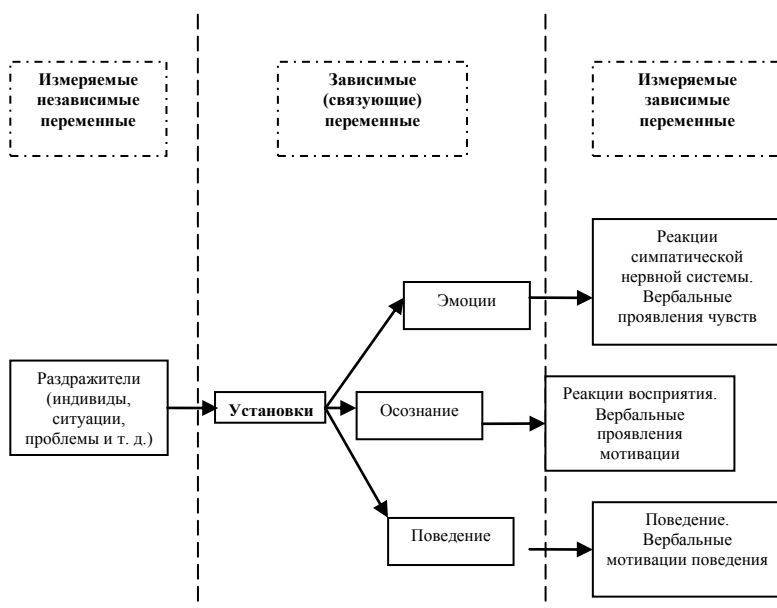 Измеряемые
независимые
переменные
Зависимые
(связующие)
переменные
Измеряемые
зависимые
переменные
Реакции
симпатической
нервной системы.
Вербальные
проявления чувств
Эмоции
Раздражители
(индивиды,
ситуации,
проблемы и т. д.)
Установки
Осознание
Реакции восприятия.
Вербальные
проявления
мотивации
Поведение
Поведение.
Вербальные
мотивации поведения